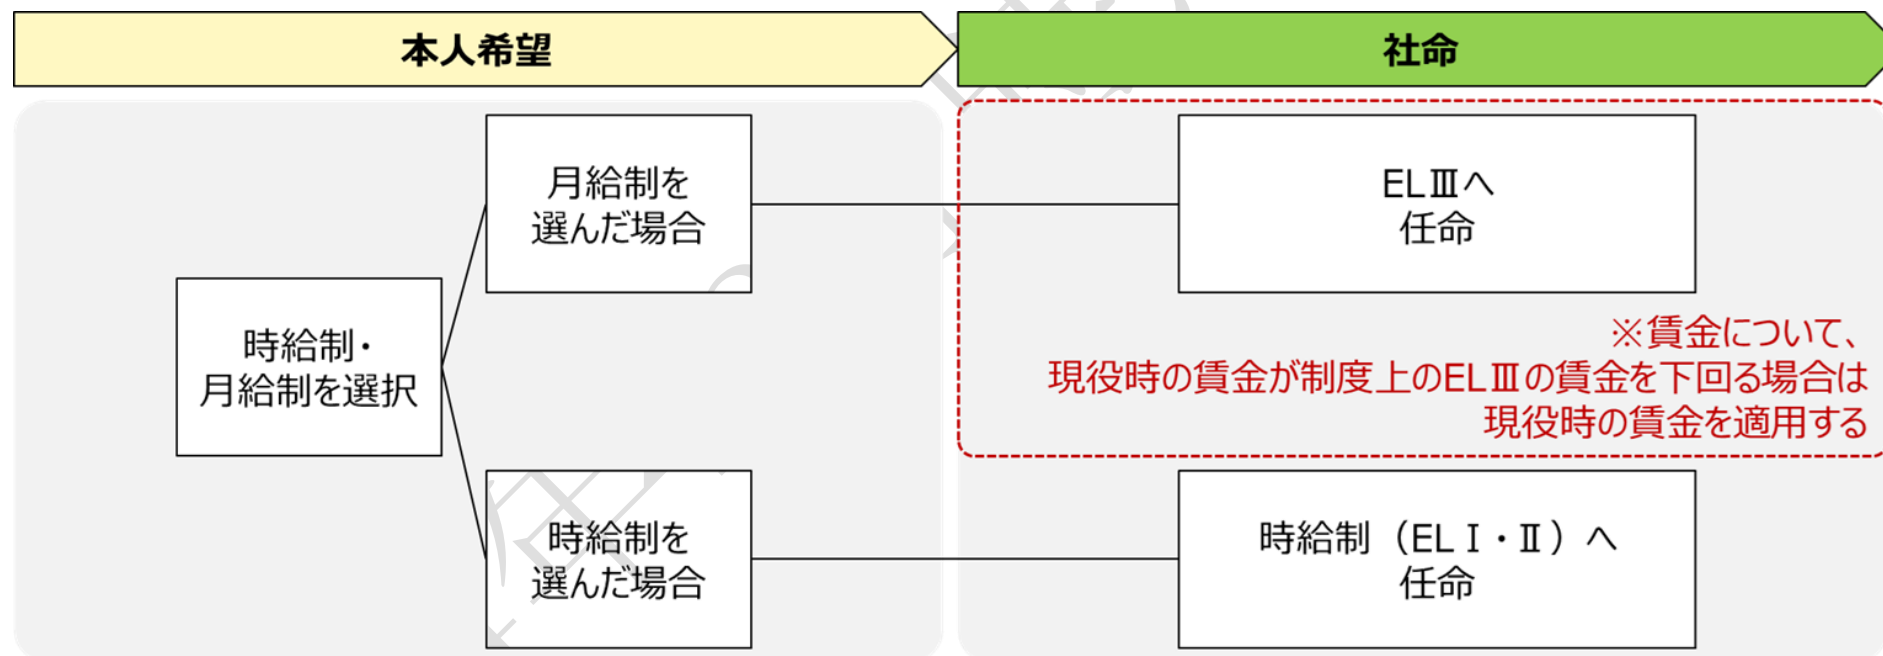 本人希望
社命
月給制を
選んだ場合
ELⅢへ
任命
時給制・
月給制を選択
※賃金について、
現役時の賃金が制度上のELⅢの賃金を下回る場合は
現役時の賃金を適用する
時給制を
選んだ場合
時給制（ELⅠ・Ⅱ）へ
任命